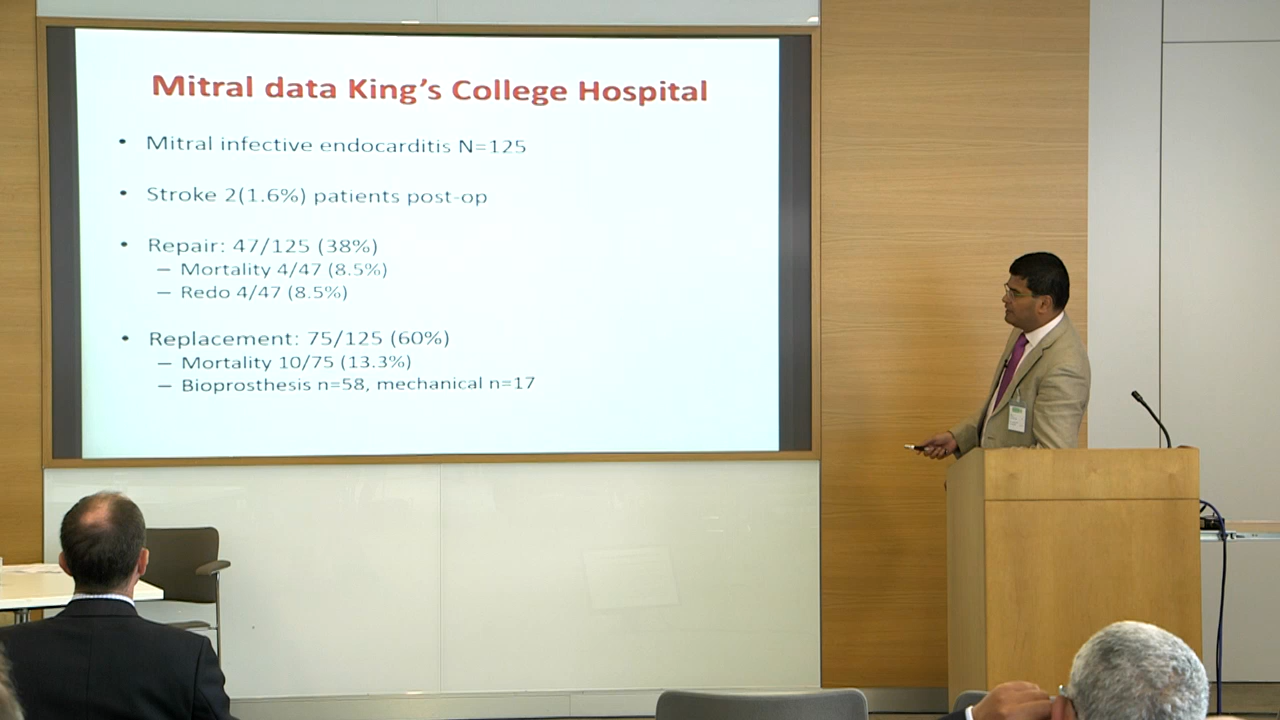 Mitral data King's College Hospital
• Mitral infective endocarditis N=125
• Stroke 2(1.6%) patients post-op
• Repair: 47/125 (38%)
– Mortality 4/47 (8.5%)
– Redo 4/47 (8.5%)
• Replacement: 75/125 (60%)
– Mortality 10/75 (13.3%)
– Bioprosthesis n=58, mechanical n=17